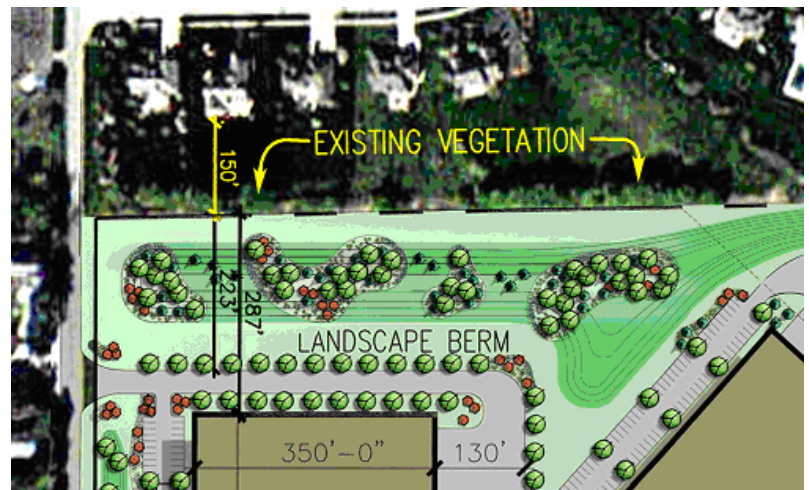 EXISTING VEGETATION
150'
223'
287'
LANDSCAPE BERM
350'-0"
130'